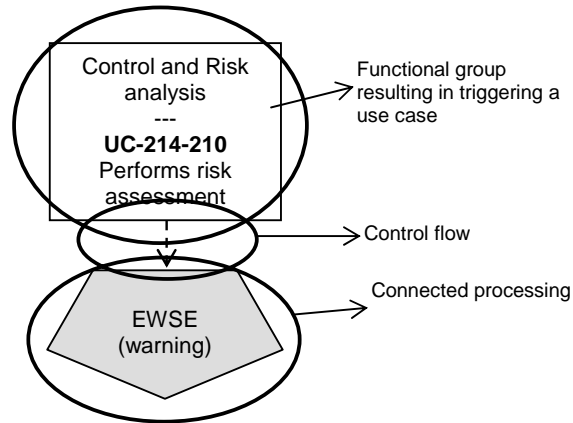 Control and Risk
analysis
---
UC-214-210
Performs risk
assessment
Functional group
resulting in triggering a
use case
Control flow
Connected processing
EWSE
(warning)